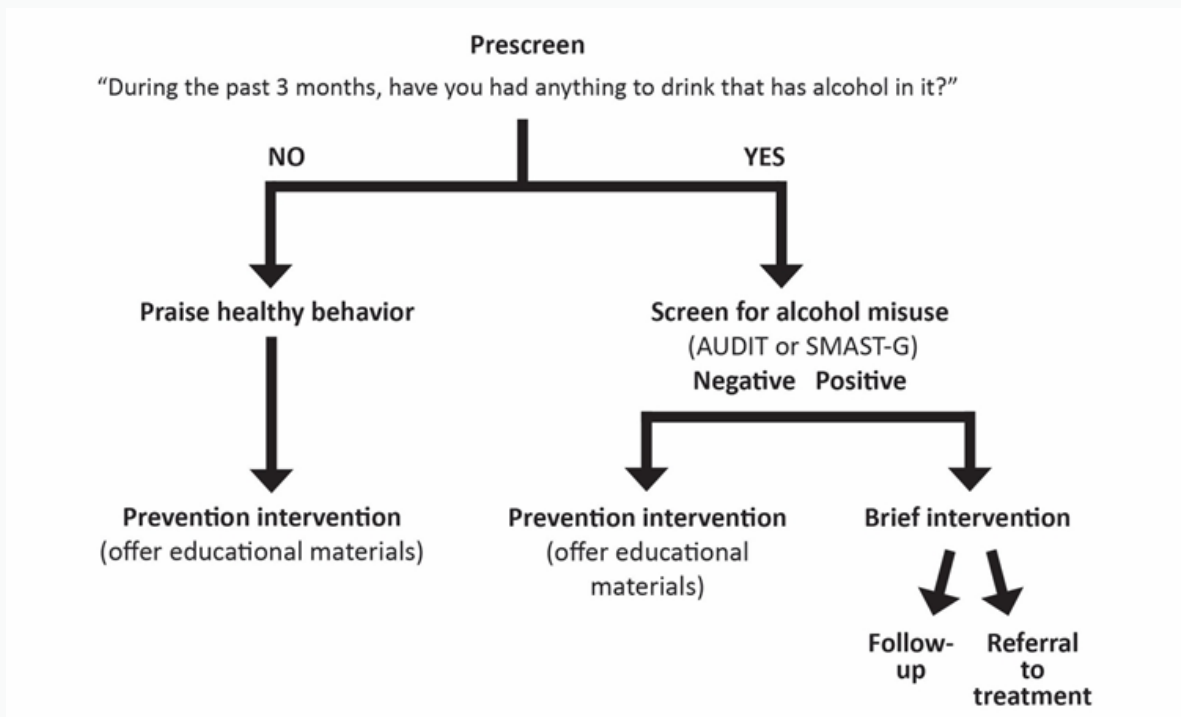 Prescreen
“During the past 3 months, have you had anything to drink that has alcohol in it?”
NO
YES
Praise healthy behavior
Screen for alcohol misuse
(AUDIT or SMAST-G)
Negative Positive
Prevention intervention
(offer educational materials)
Prevention intervention
(offer educational
materials)
Brief intervention
Follow-
up
Referral
to
treatment